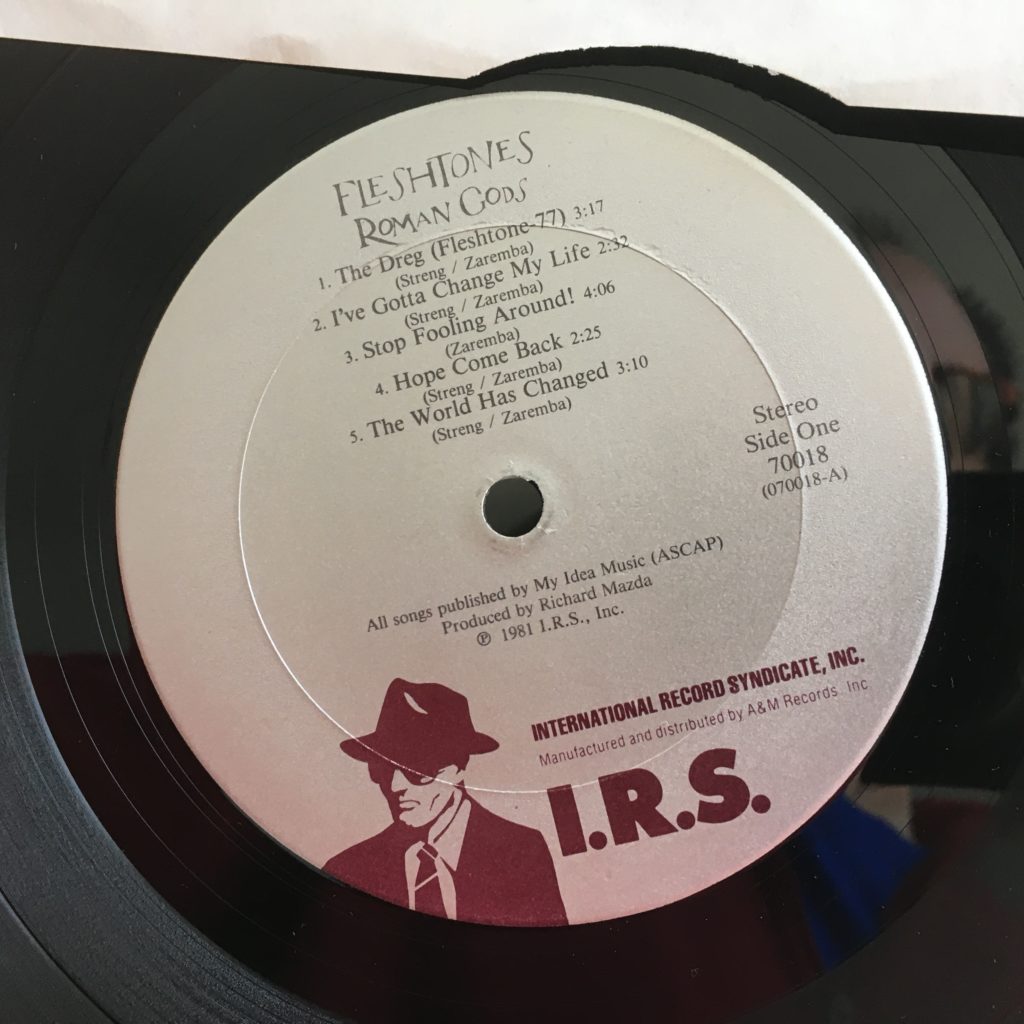 FLESHTONES
ROMAN GODS
1. The Dreg (Fleshtone-77) 3:17
(Streng / Zaremba)
2. I've Gotta Change My Life 2:32
(Streng / Zaremba)
3. Stop Fooling Around! 4:06
(Zaremba)
4. Hope Come Back 2:25
(Streng / Zaremba)
5. The World Has Changed 3:10
(Streng / Zaremba)
Stereo
Side One
70018
(070018-A)
All songs published by My Idea Music (ASCAP)
Produced by Richard Mazda
℗ 1981 I.R.S., Inc.
INTERNATIONAL RECORD SYNDICATE, INC.
Manufactured and distributed by A&M Records, Inc
I.R.S.